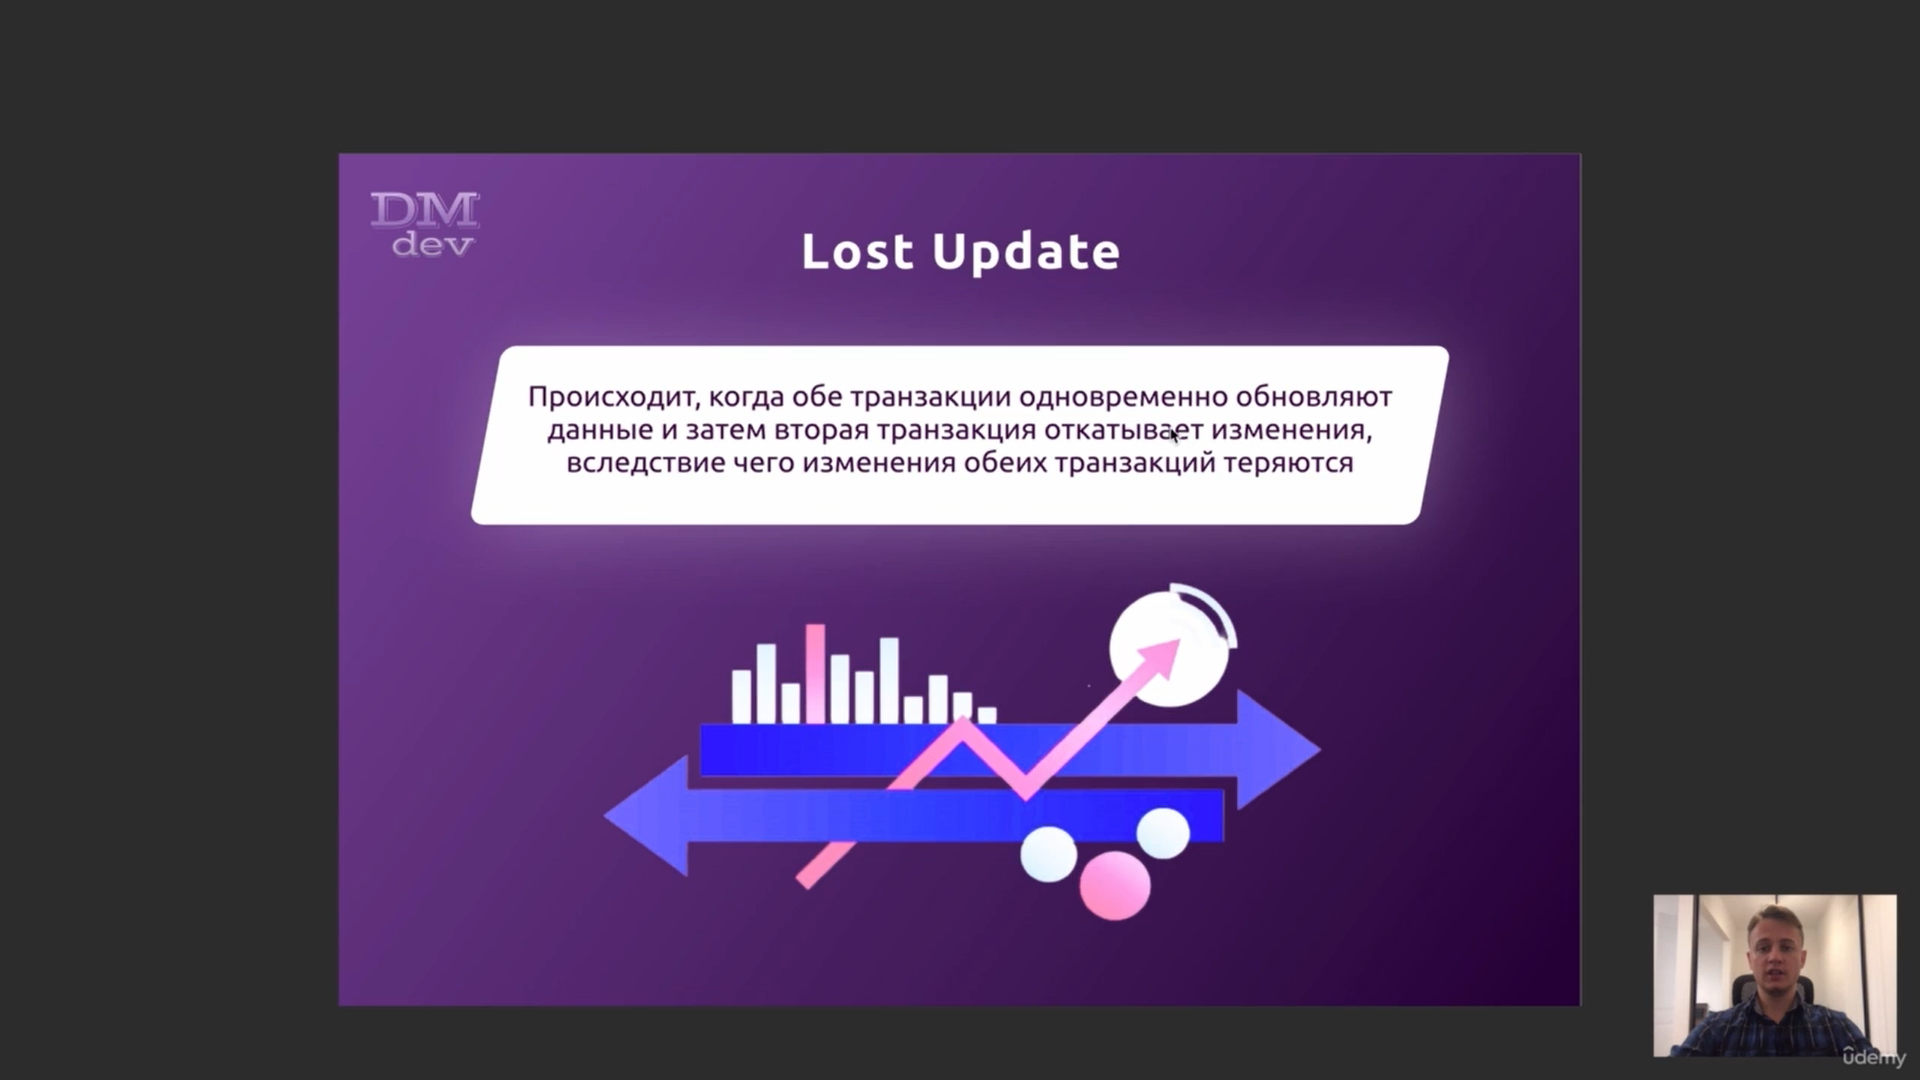 DM
dev
Lost Update
Происходит, когда обе транзакции одновременно обновляют
данные и затем вторая транзакция откатывает изменения,
вследствие чего изменения обеих транзакций теряются
udemy